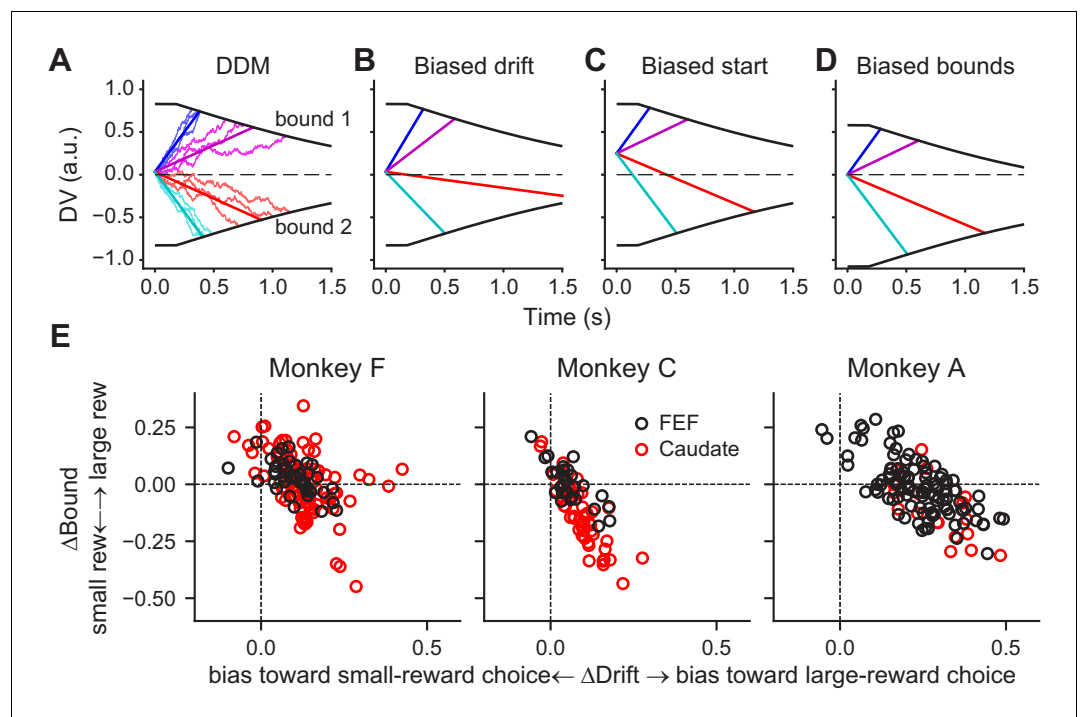 A
DDM
B
Biased drift
C
Biased start
D
Biased bounds
1.0
0.5
0.0
−0.5
−1.0
DV (a.u.)
bound 1
bound 2
0.0 0.5 1.0 1.5
0.0 0.5 1.0 1.5
0.0 0.5 1.0 1.5
0.0 0.5 1.0 1.5
Time (s)
E
Monkey F
Monkey C
Monkey A
ΔBound
small rew←→ large rew
0.25
0.00
−0.25
−0.50
FEF
Caudate
0.0 0.5
0.0 0.5
0.0 0.5
bias toward small-reward choice← ΔDrift → bias toward large-reward choice